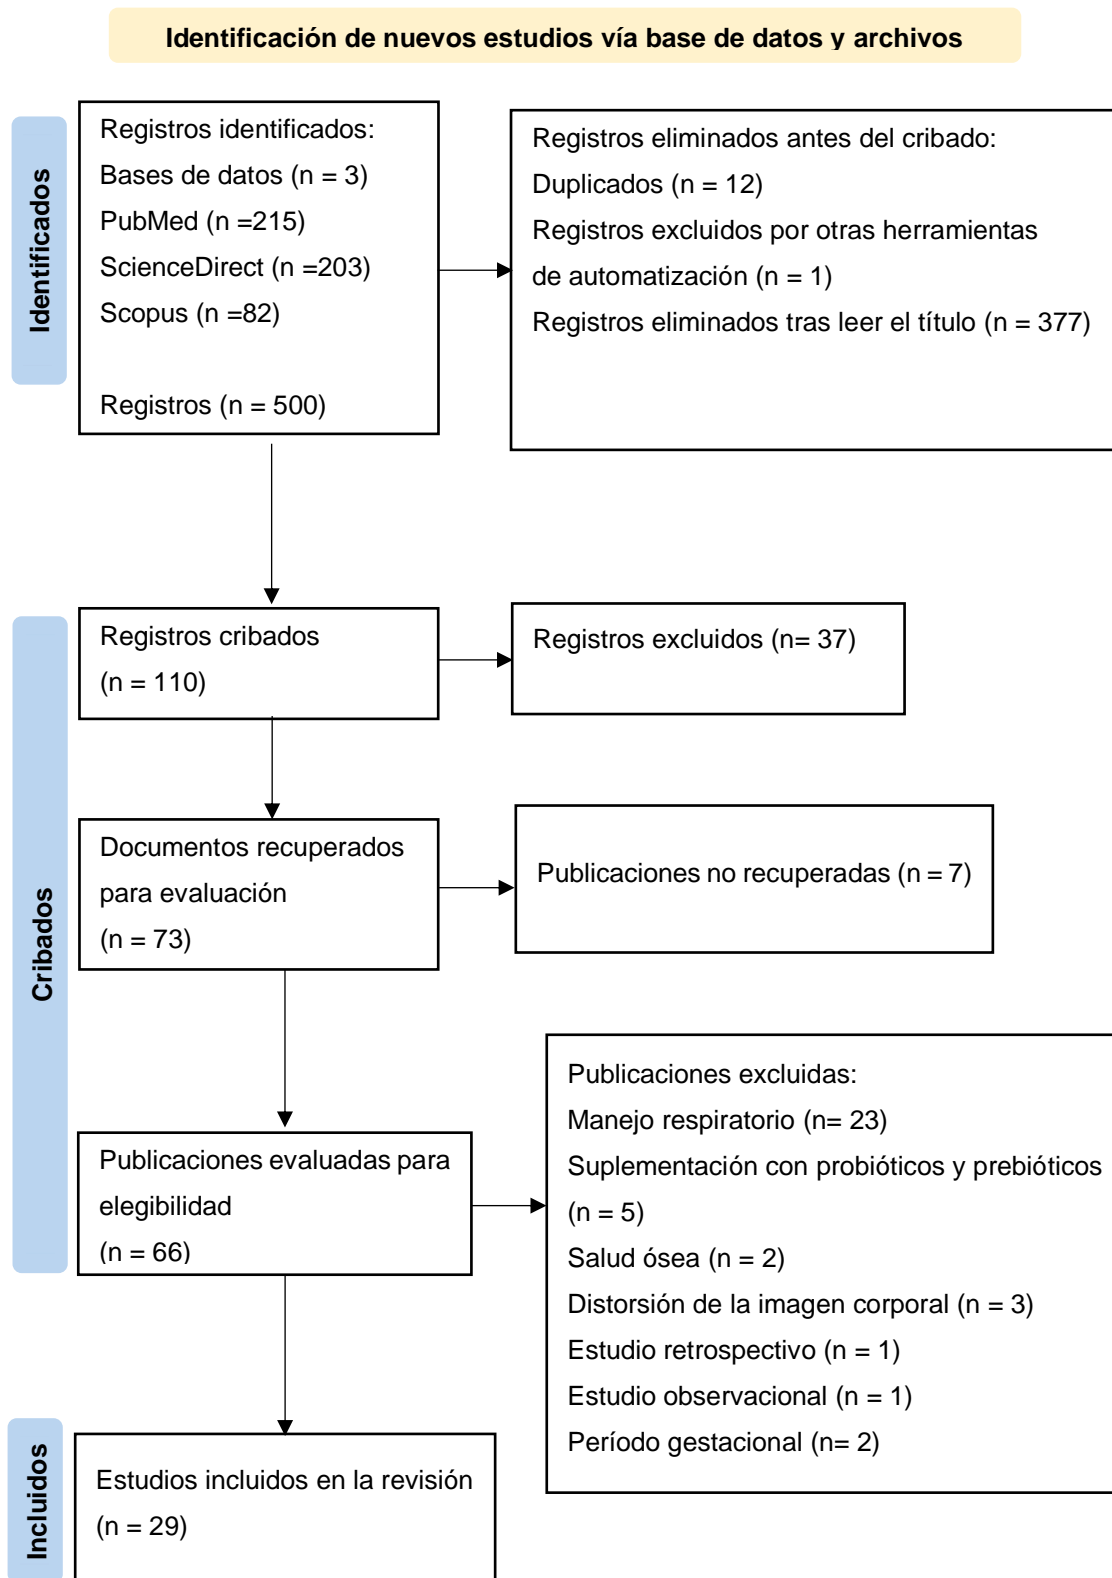 Identificación de nuevos estudios vía base de datos y archivos
Identificados
Registros identificados:
Bases de datos (n = 3)
PubMed (n =215)
ScienceDirect (n =203)
Scopus (n =82)
Registros (n = 500)
Registros eliminados antes del cribado:
Duplicados (n = 12)
Registros excluidos por otras herramientas
de automatización (n = 1)
Registros eliminados tras leer el título (n = 377)
Cribados
Registros cribados
(n = 110)
Registros excluidos (n= 37)
Documentos recuperados
para evaluación
(n = 73)
Publicaciones no recuperadas (n = 7)
Publicaciones evaluadas para
elegibilidad
(n = 66)
Publicaciones excluidas:
Manejo respiratorio (n= 23)
Suplementación con probióticos y prebióticos
(n = 5)
Salud ósea (n = 2)
Distorsión de la imagen corporal (n = 3)
Estudio retrospectivo (n = 1)
Estudio observacional (n = 1)
Período gestacional (n= 2)
Incluidos
Estudios incluidos en la revisión
(n = 29)